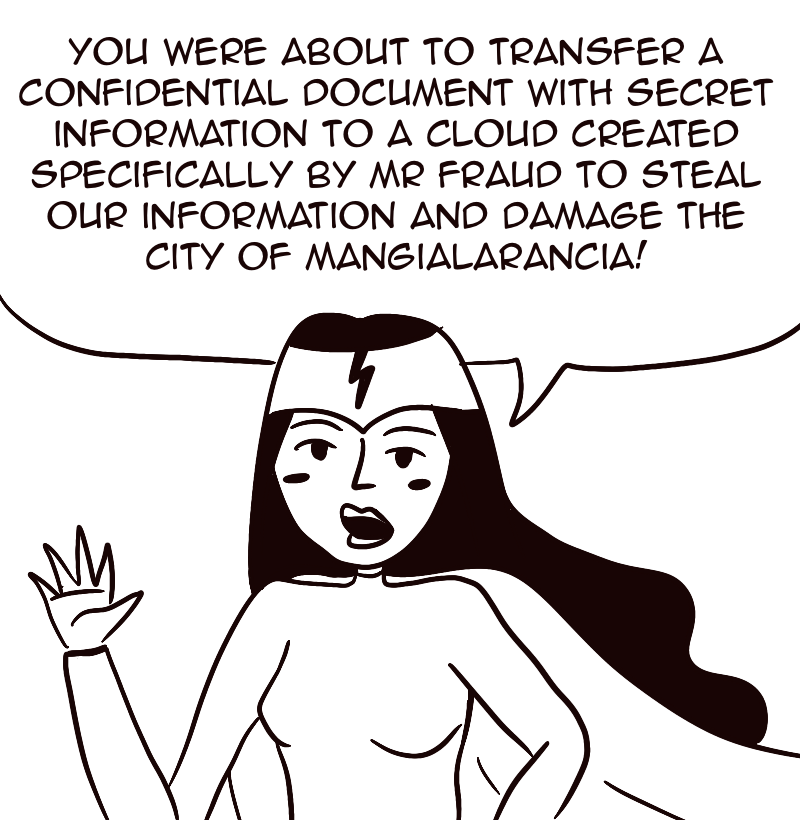 YOU WERE ABOUT TO TRANSFER A
CONFIDENTIAL DOCUMENT WITH SECRET
INFORMATION TO A CLOUD CREATED
SPECIFICALLY BY MR FRAUD TO STEAL
OUR INFORMATION AND DAMAGE THE
CITY OF MANGIALARANCIA!